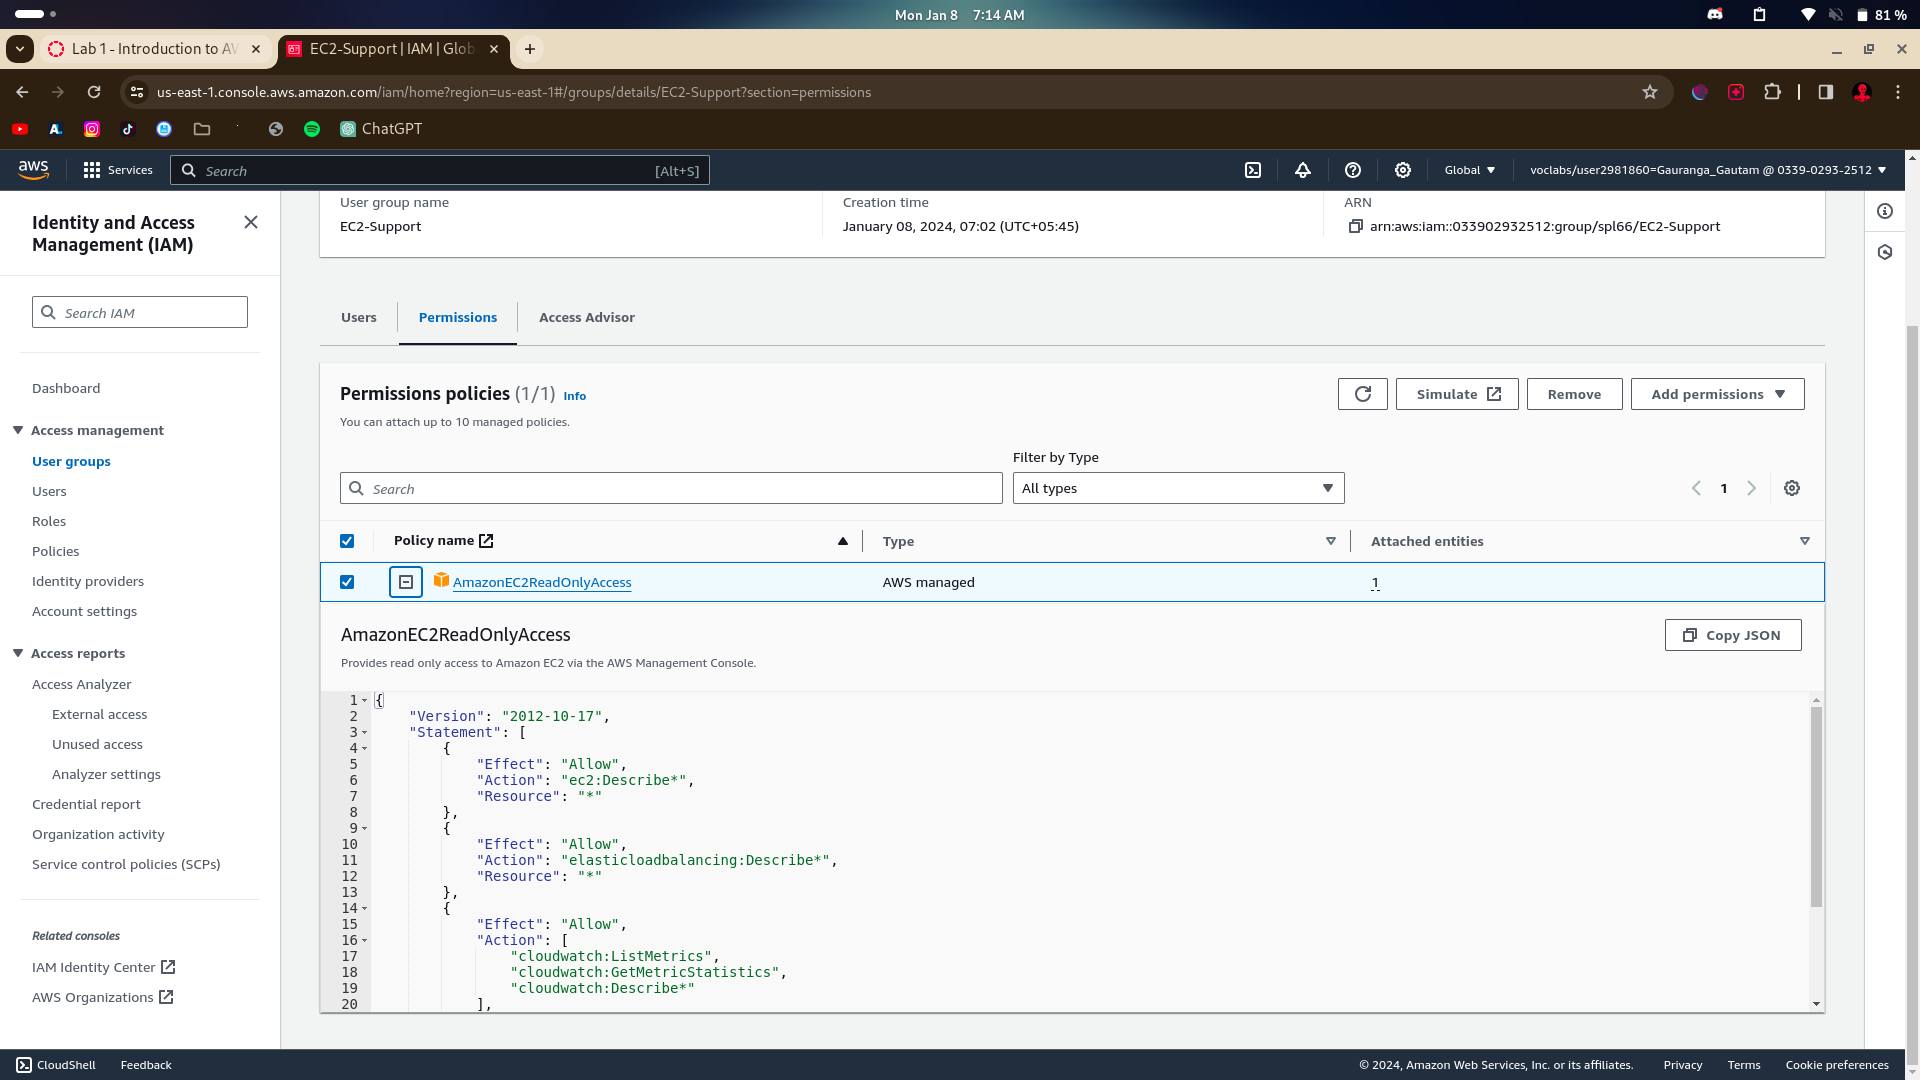 Mon Jan 8 7:14 AM
81 %
Lab 1 - Introduction to AW
EC2-Support | IAM | Glob
us-east-1.console.aws.amazon.com/iam/home?region=us-east-1#/groups/details/EC2-Support?section=permissions
ChatGPT
aws
Services
Search
[Alt+S]
Global
voclabs/user2981860=Gauranga_Gautam @ 0339-0293-2512
Identity and Access
Management (IAM)
Search IAM
Dashboard
Access management
User groups
Users
Roles
Policies
Identity providers
Account settings
Access reports
Access Analyzer
External access
Unused access
Analyzer settings
Credential report
Organization activity
Service control policies (SCPs)
Related consoles
IAM Identity Center
AWS Organizations
User group name
EC2-Support
Creation time
January 08, 2024, 07:02 (UTC+05:45)
ARN
arn:aws:iam::033902932512:group/spl66/EC2-Support
Users
Permissions
Access Advisor
Permissions policies (1/1) Info
You can attach up to 10 managed policies.
Simulate
Remove
Add permissions
Filter by Type
Search
All types
1
Policy name
Type
Attached entities
AmazonEC2ReadOnlyAccess
AWS managed
1
AmazonEC2ReadOnlyAccess
Provides read only access to Amazon EC2 via the AWS Management Console.
Copy JSON
1 {
2 "Version": "2012-10-17",
3 "Statement": [
4 {
5 "Effect": "Allow",
6 "Action": "ec2:Describe*",
7 "Resource": "*"
8 },
9 {
10 "Effect": "Allow",
11 "Action": "elasticloadbalancing:Describe*",
12 "Resource": "*"
13 },
14 {
15 "Effect": "Allow",
16 "Action": [
17 "cloudwatch:ListMetrics",
18 "cloudwatch:GetMetricStatistics",
19 "cloudwatch:Describe*"
20 ],
CloudShell
Feedback
© 2024, Amazon Web Services, Inc. or its affiliates.
Privacy
Terms
Cookie preferences